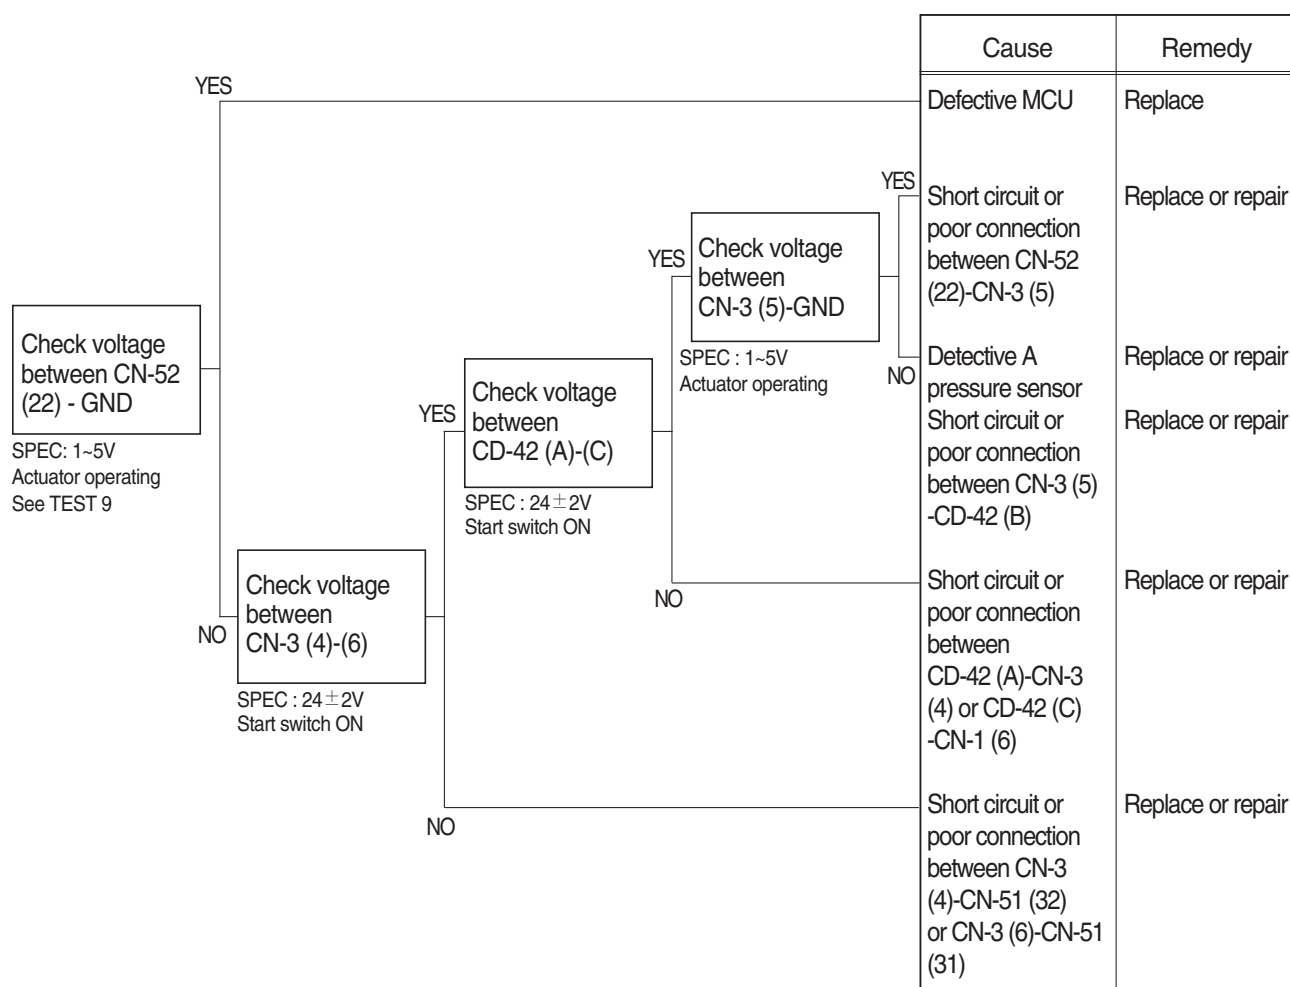 Cause
Remedy
YES
Defective MCU
Replace
YES
Short circuit or
poor connection
between CN-52
(22)-CN-3 (5)
Replace or repair
YES
Check voltage
between
CN-3 (5)-GND
SPEC : 1~5V
Actuator operating
NO
Detective A
pressure sensor
Replace or repair
Short circuit or
poor connection
between CN-3 (5)
-CD-42 (B)
Replace or repair
Check voltage
between CN-52
(22) - GND
SPEC: 1~5V
Actuator operating
See TEST 9
YES
Check voltage
between
CD-42 (A)-(C)
SPEC : 24±2V
Start switch ON
NO
Short circuit or
poor connection
between
CD-42 (A)-CN-3
(4) or CD-42 (C)
-CN-1 (6)
Replace or repair
NO
Check voltage
between
CN-3 (4)-(6)
SPEC : 24±2V
Start switch ON
NO
Short circuit or
poor connection
between CN-3
(4)-CN-51 (32)
or CN-3 (6)-CN-51
(31)
Replace or repair